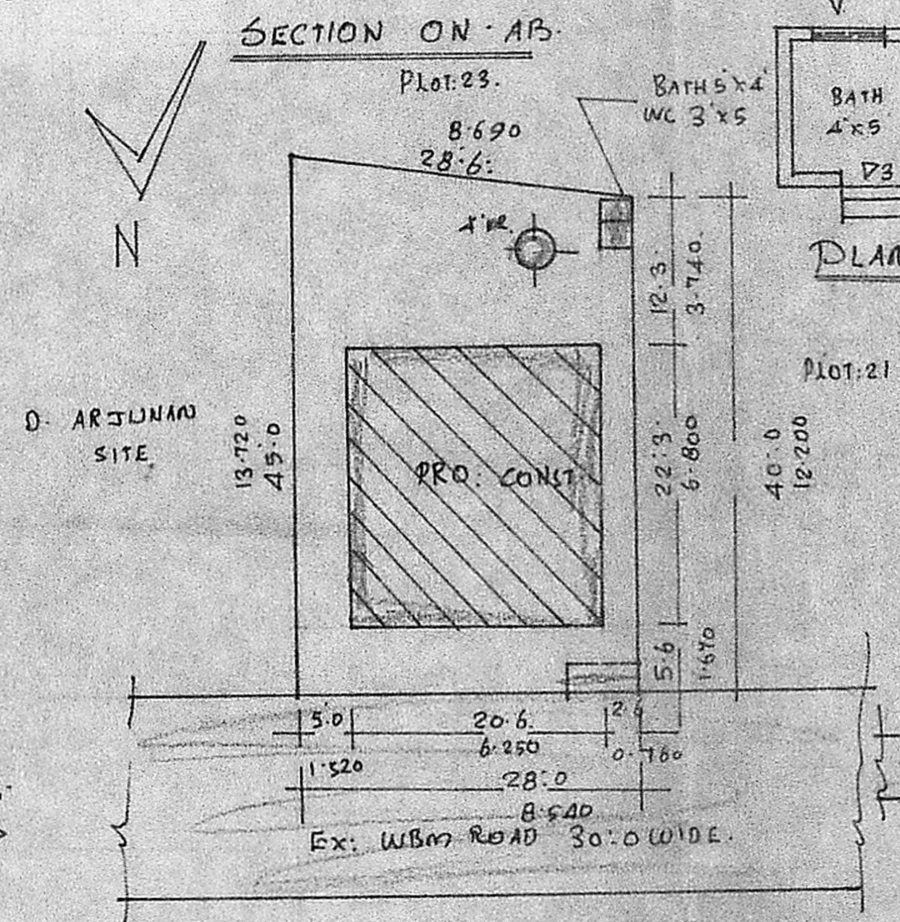 SECTION ON AB.
PLOT:23.
BATH 5'x4'
WC 3'x5
BATH
4'x5'
D3
PLAN
8.690
28'.6.
N
12.3.
3.740.
PLOT:21
D. ARJUNAN
SITE
13.720
45.0
PRO: CONST
22'.3.
6.800
40'.0
12.200
5.6
1.670
5.0
20.6.
2.6
6.250
0.760
1.520
28'.0
8.540
EX: WBM ROAD 30'.0 WIDE.